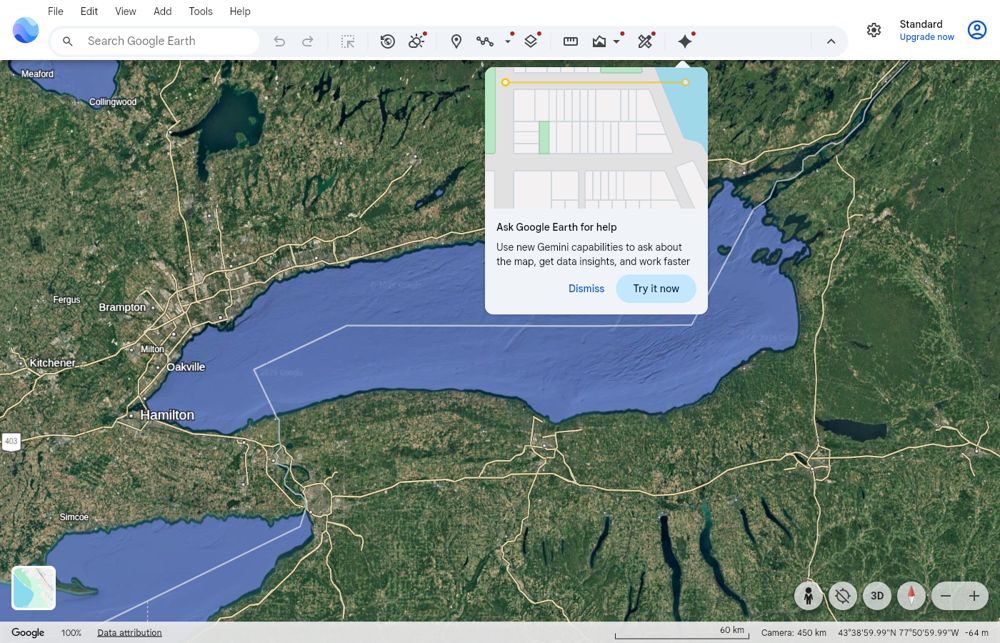 File Edit View Add Tools Help
Search Google Earth
Standard
Upgrade now
Meaford
Collingwood
Ask Google Earth for help
Use new Gemini capabilities to ask about
the map, get data insights, and work faster
Dismiss Try it now
Fergus
Brampton
Milton
Kitchener
Oakville
Hamilton
403
Simcoe
3D
Google 100% Data attribution 60 km Camera: 450 km 43°38'59.99"N 77°50'59.99"W -64 m